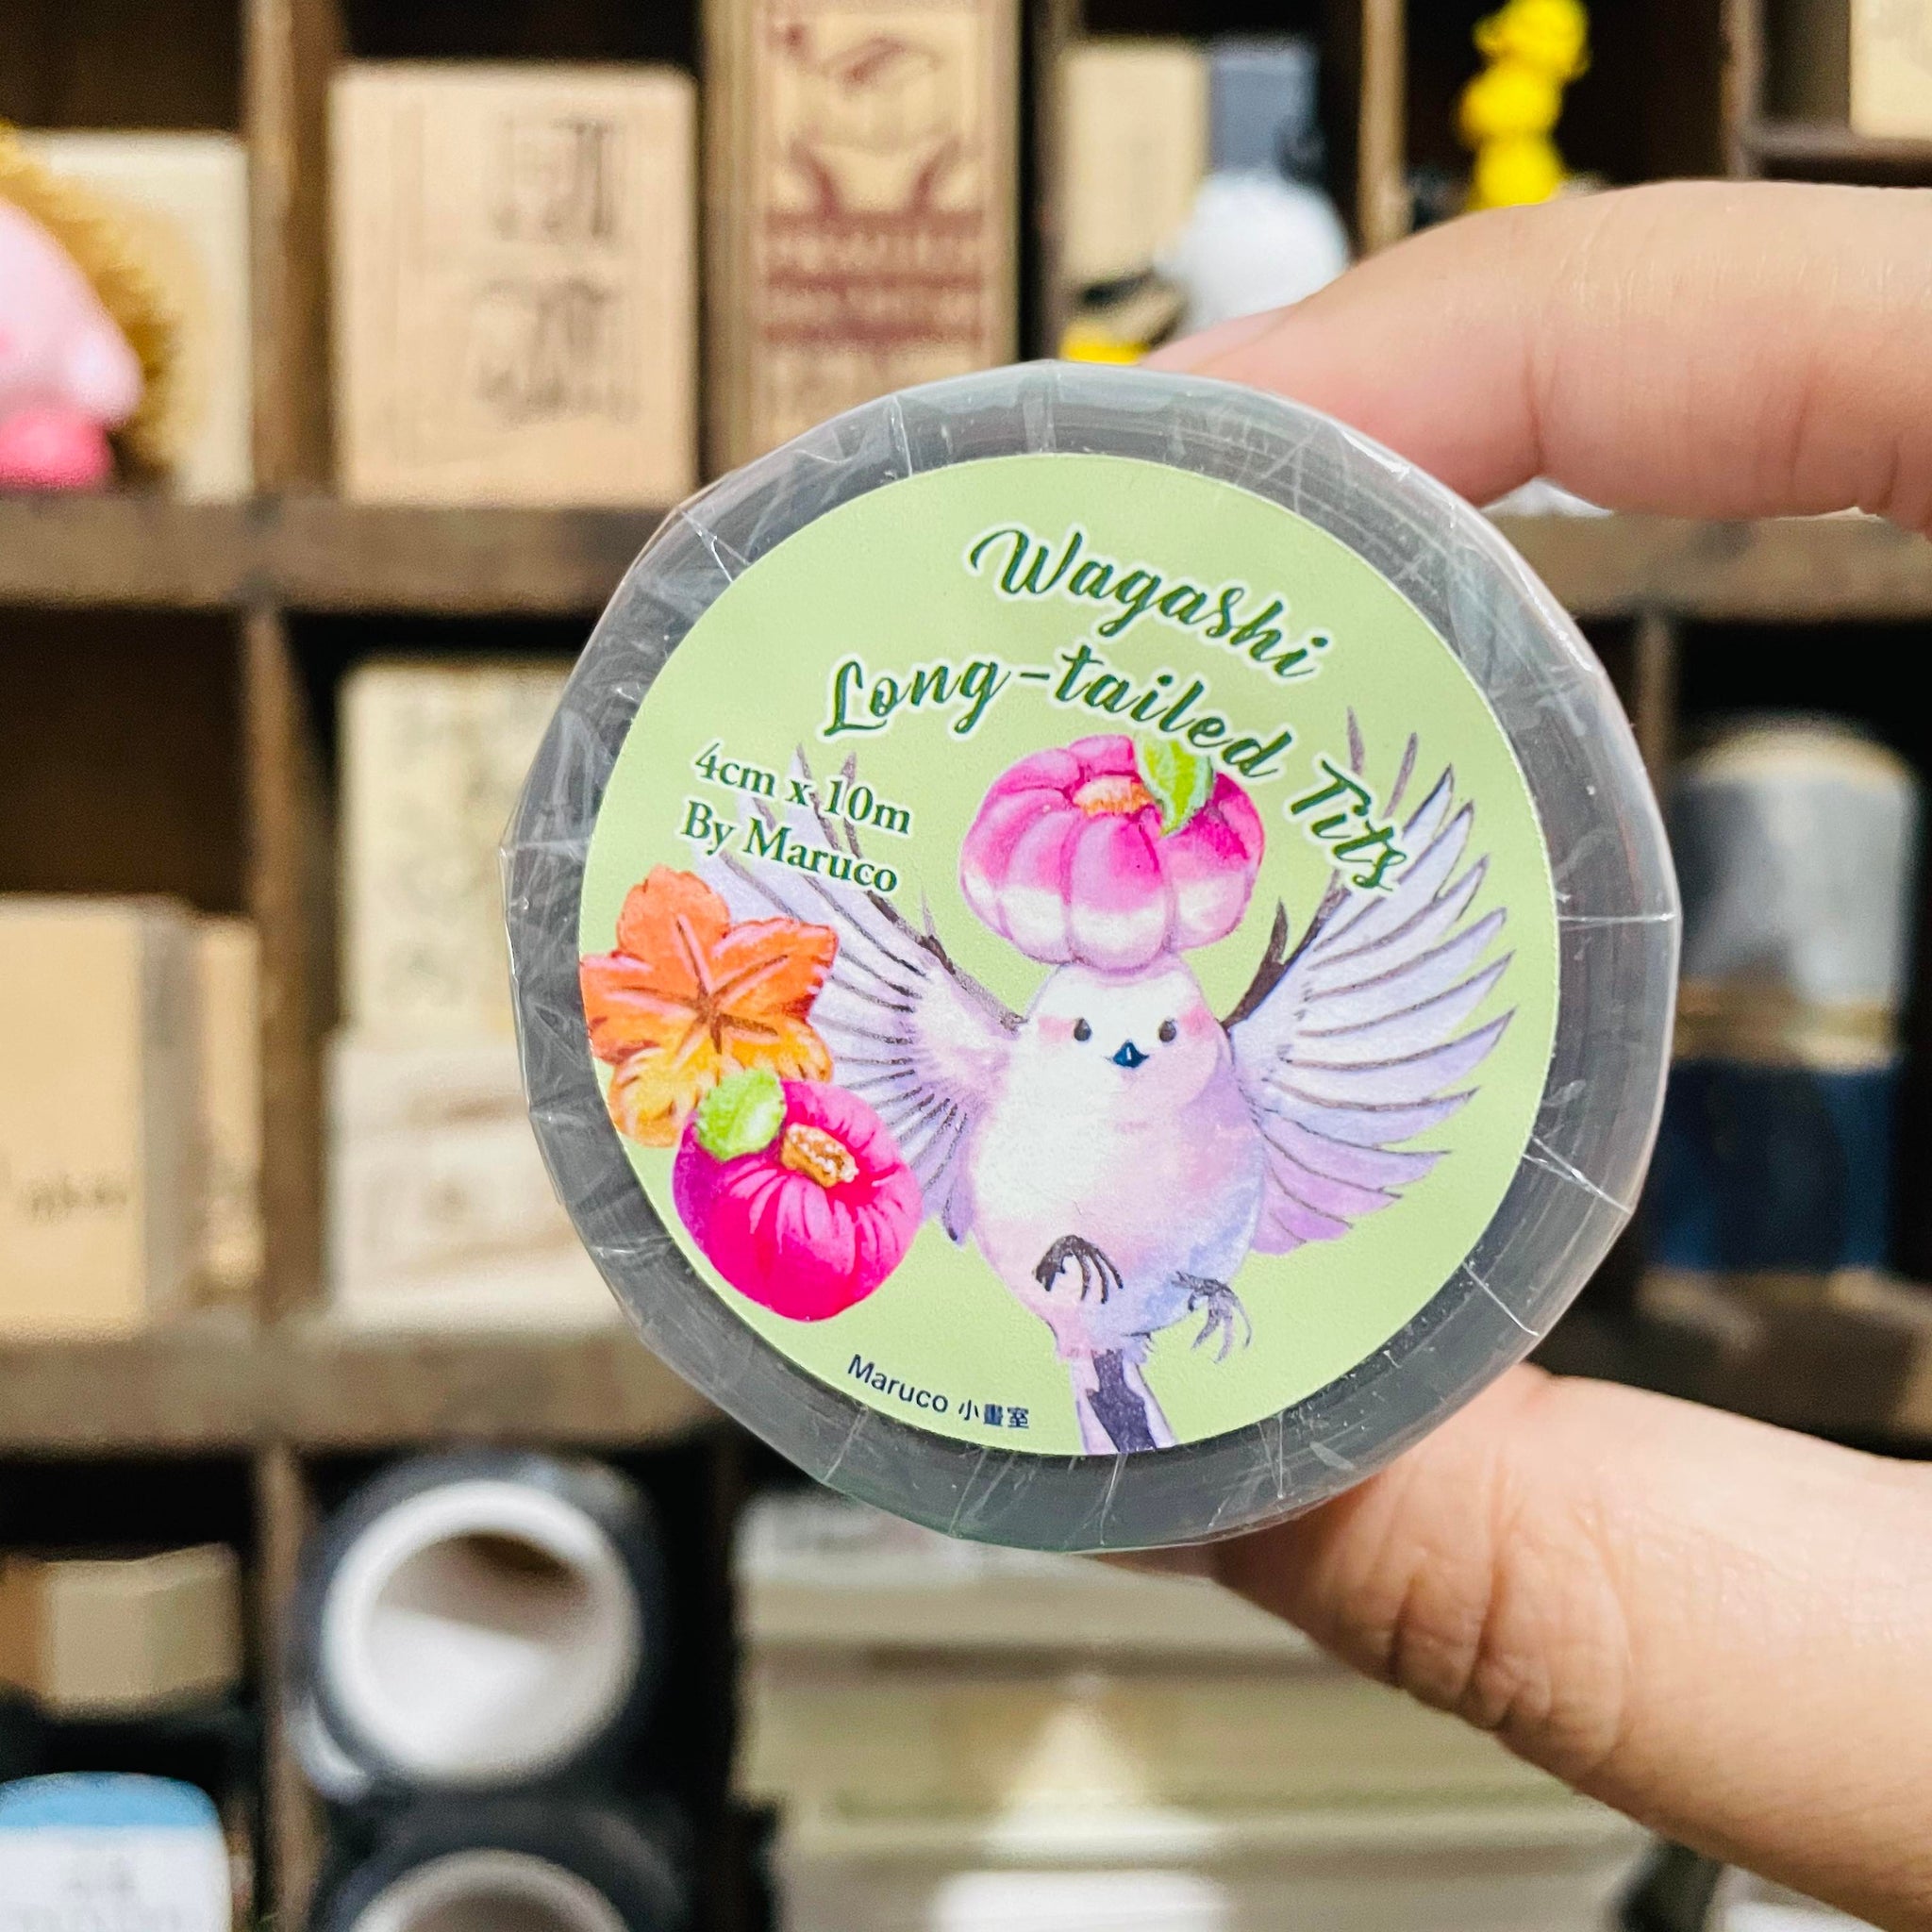 Wagashi
Long-tailed Tits
4cm x 10m
By Maruco
Maruco 小畫室